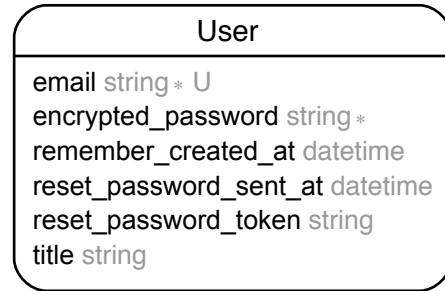 User
email string ∗ U
encrypted_password string ∗
remember_created_at datetime
reset_password_sent_at datetime
reset_password_token string
title string